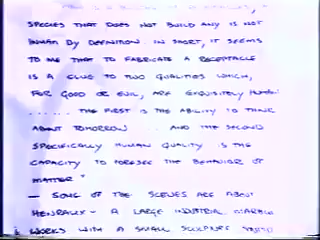 SPECIES THAT DOES NOT BUILD ANY IS NOT
HUMAN BY DEFINITION. IN SHORT, IT SEEMS
TO ME THAT TO FABRICATE A RECEPTACLE
IS A CLUE TO TWO QUALITIES WHICH,
FOR GOOD OR EVIL, ARE EXQUISITELY HUMAN.
...... THE FIRST IS THE ABILITY TO THINK
ABOUT TOMORROW ... AND THE SECOND
SPECIFICALLY HUMAN QUALITY IS THE
CAPACITY TO FORESEE THE BEHAVIOR OF
MATTER"
— SOME OF THE SCENES ARE ABOUT
HENRAUX - A LARGE INDUSTRIAL MARBLE
WORKS WITH A SMALL SCULPTURE